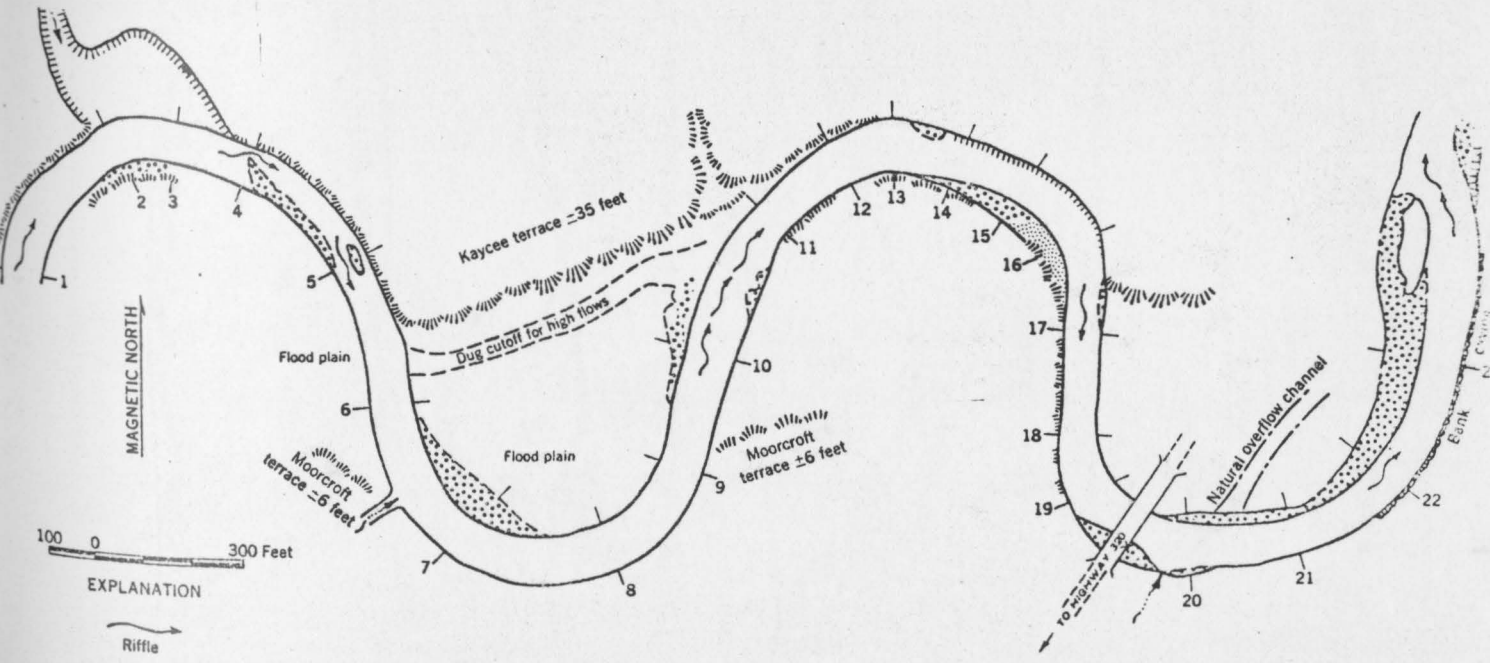 1
2
3
4
5
6
7
8
9
10
11
12
13
14
15
16
17
18
19
20
21
22
Kaycee terrace ±35 feet
Dug cutoff for high flows
Flood plain
Flood plain
Moorcroft
terrace ±6 feet
Moorcroft
terrace ±6 feet
MAGNETIC NORTH
Natural overflow channel
TO HIGHWAY 330
Bank
100 0 300 Feet
EXPLANATION
Riffle